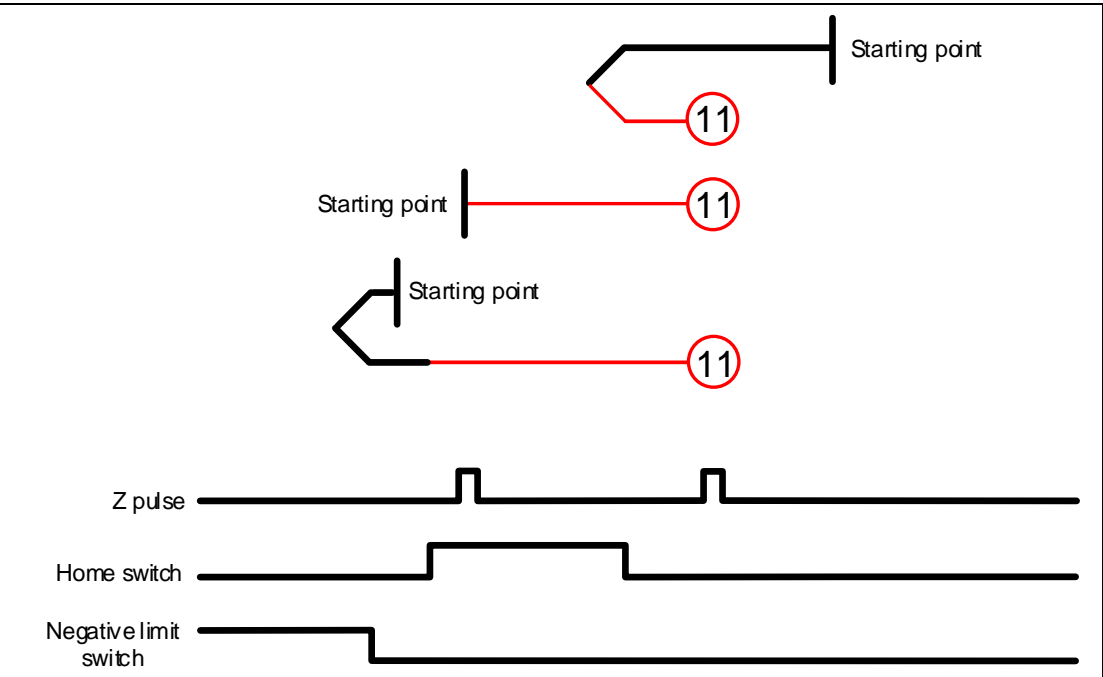 Starting point
11
Starting point
11
Starting point
11
Z pulse
Home switch
Negative limit
switch